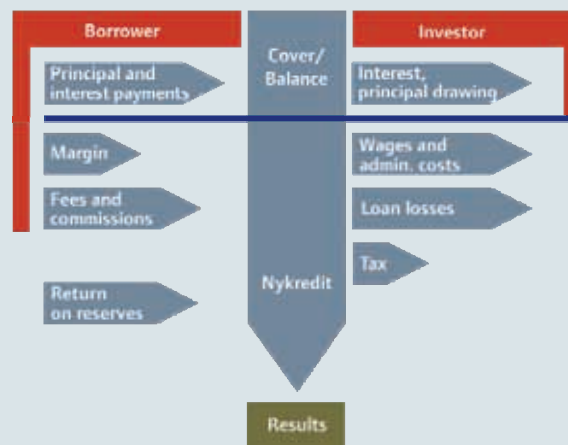 Borrower
Cover/
Balance
Investor
Principal and
interest payments
Interest,
principal drawing
Margin
Wages and
admin. costs
Fees and
commissions
Loan losses
Tax
Return
on reserves
Nykredit
Results